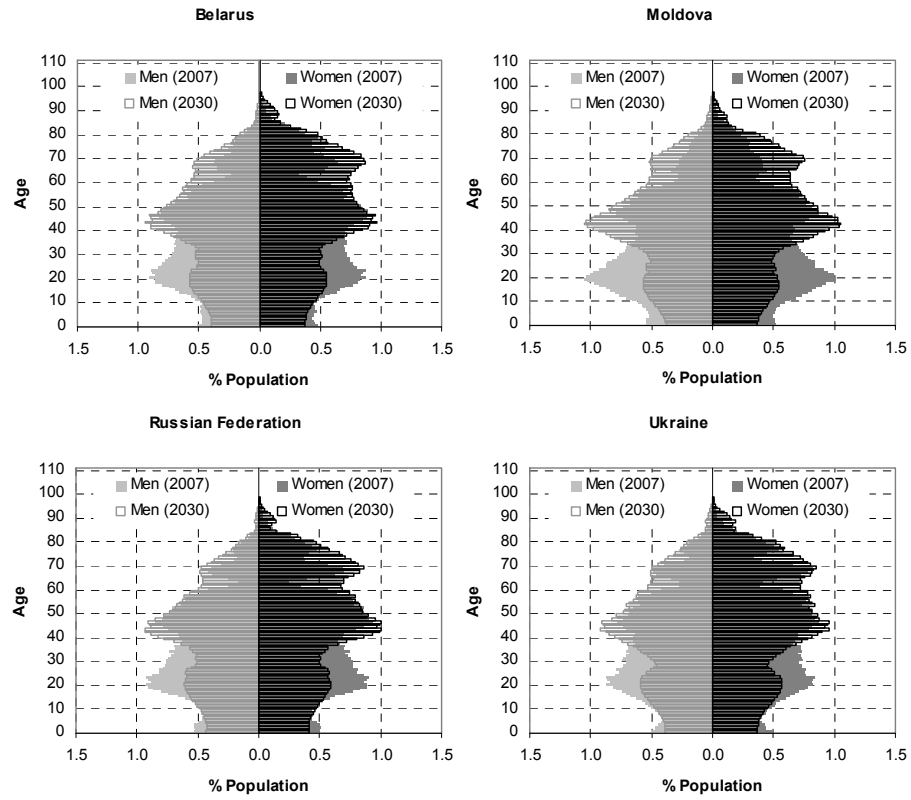 Belarus
110
100
90
80
70
60
50
40
30
20
10
0
Age
Men (2007)
Women (2007)
Men (2030)
Women (2030)
1.5 1.0 0.5 0.0 0.5 1.0 1.5
% Population
Moldova
110
100
90
80
70
60
50
40
30
20
10
0
Age
Men (2007)
Women (2007)
Men (2030)
Women (2030)
1.5 1.0 0.5 0.0 0.5 1.0 1.5
% Population
Russian Federation
110
100
90
80
70
60
50
40
30
20
10
0
Age
Men (2007)
Women (2007)
Men (2030)
Women (2030)
1.5 1.0 0.5 0.0 0.5 1.0 1.5
% Population
Ukraine
110
100
90
80
70
60
50
40
30
20
10
0
Age
Men (2007)
Women (2007)
Men (2030)
Women (2030)
1.5 1.0 0.5 0.0 0.5 1.0 1.5
% Population